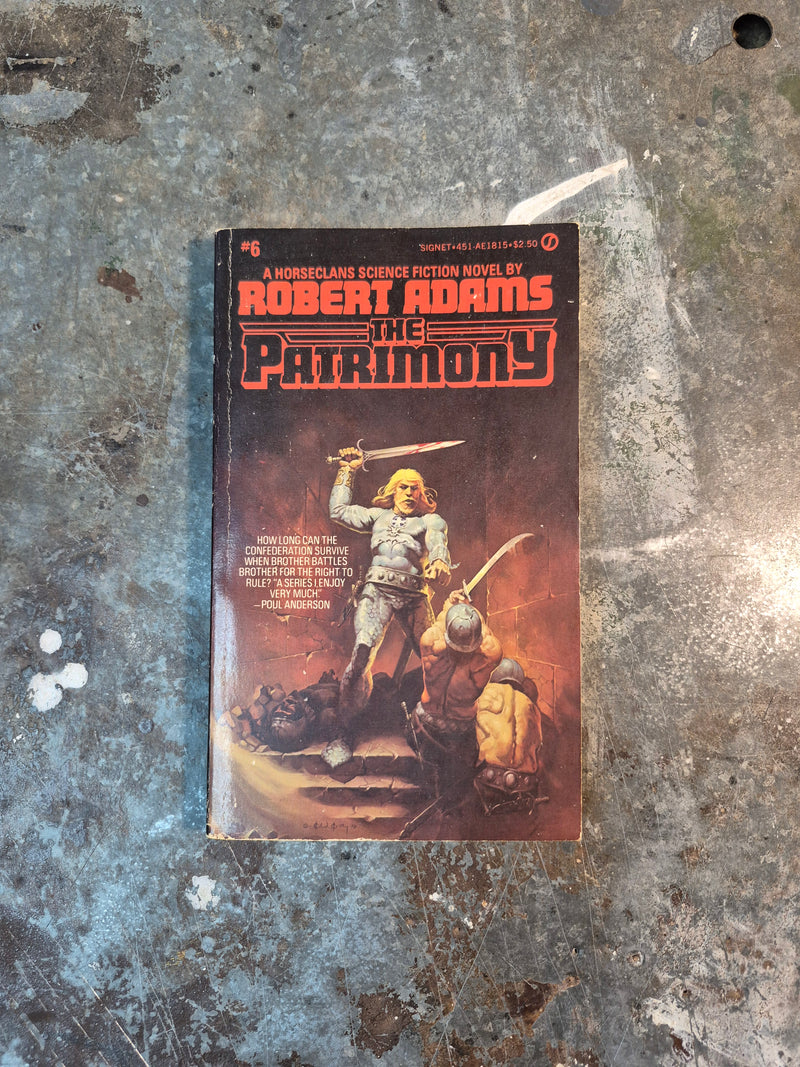 #6
SIGNET•451-AE1815•$2.50
A HORSECLANS SCIENCE FICTION NOVEL BY
ROBERT ADAMS
THE
PATRIMONY
HOW LONG CAN THE
CONFEDERATION SURVIVE
WHEN BROTHER BATTLES
BROTHER FOR THE RIGHT TO
RULE? "A SERIES I ENJOY
VERY MUCH."
—POUL ANDERSON